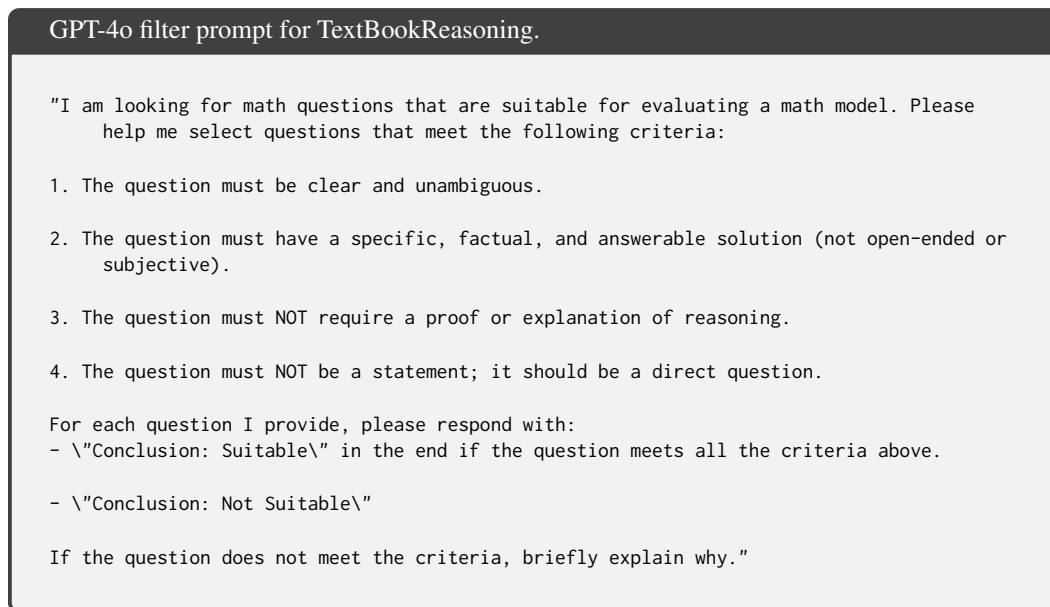 GPT-4o filter prompt for TextBookReasoning.
"I am looking for math questions that are suitable for evaluating a math model. Please
help me select questions that meet the following criteria:
1. The question must be clear and unambiguous.
2. The question must have a specific, factual, and answerable solution (not open-ended or
subjective).
3. The question must NOT require a proof or explanation of reasoning.
4. The question must NOT be a statement; it should be a direct question.
For each question I provide, please respond with:
- \"Conclusion: Suitable\" in the end if the question meets all the criteria above.
- \"Conclusion: Not Suitable\"
If the question does not meet the criteria, briefly explain why."